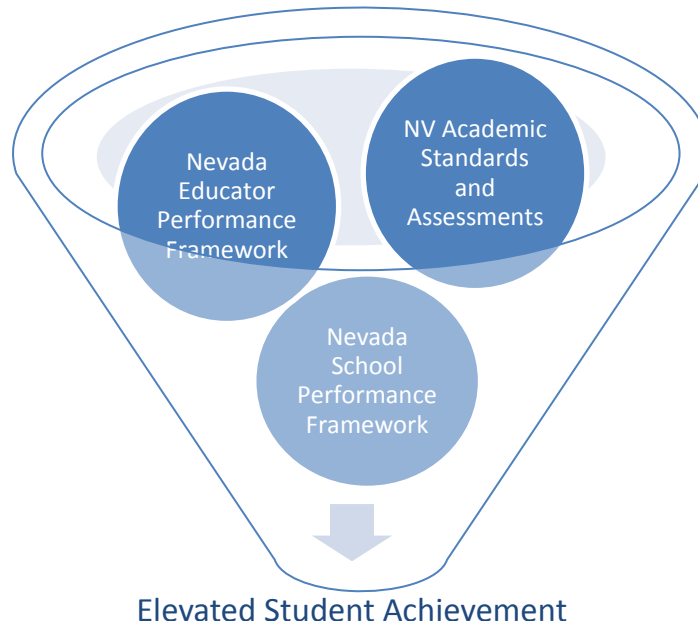 Nevada
Educator
Performance
Framework
NV Academic
Standards
and
Assessments
Nevada
School
Performance
Framework
Elevated Student Achievement